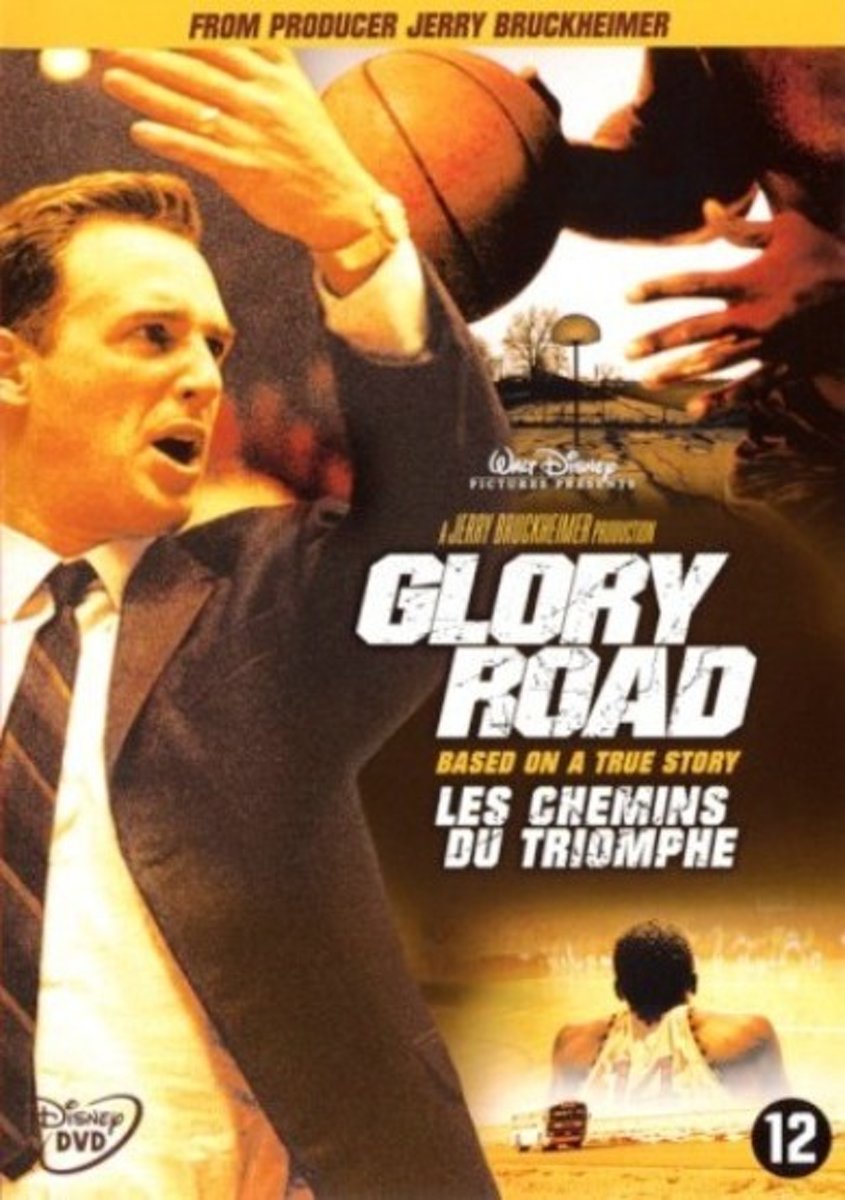 FROM PRODUCER JERRY BRUCKHEIMER
WALT DISNEY
PICTURES PRESENTS
A JERRY BRUCKHEIMER PRODUCTION
GLORY
ROAD
BASED ON A TRUE STORY
LES CHEMINS
DU TRIOMPHE
14
DISNEY
DVD
12